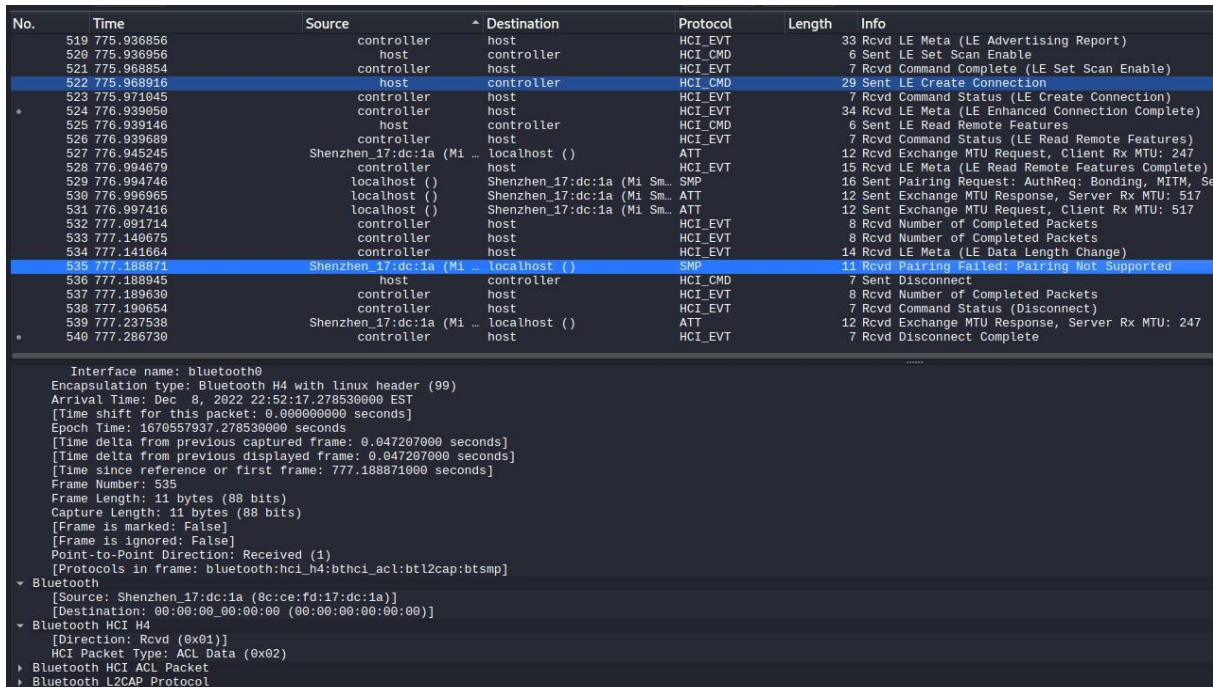 No. Time Source Destination Protocol Length Info
519 775.936856 controller host HCI_EVT 33 Rcvd LE Meta (LE Advertising Report)
520 775.936956 host controller HCI_CMD 6 Sent LE Set Scan Enable
521 775.968854 controller host HCI_EVT 7 Rcvd Command Complete (LE Set Scan Enable)
522 775.968916 host controller HCI_CMD 29 Sent LE Create Connection
523 775.971045 controller host HCI_EVT 7 Rcvd Command Status (LE Create Connection)
524 776.939050 controller host HCI_EVT 34 Rcvd LE Meta (LE Enhanced Connection Complete)
525 776.939146 host controller HCI_CMD 6 Sent LE Read Remote Features
526 776.939689 controller host HCI_EVT 7 Rcvd Command Status (LE Read Remote Features)
527 776.945245 Shenzhen_17:dc:1a (Mi … localhost () ATT 12 Rcvd Exchange MTU Request, Client Rx MTU: 247
528 776.994679 controller host HCI_EVT 15 Rcvd LE Meta (LE Read Remote Features Complete)
529 776.994746 localhost () Shenzhen_17:dc:1a (Mi Sm… SMP 16 Sent Pairing Request: AuthReq: Bonding, MITM, Se
530 776.996965 localhost () Shenzhen_17:dc:1a (Mi Sm… ATT 12 Sent Exchange MTU Response, Server Rx MTU: 517
531 776.997416 localhost () Shenzhen_17:dc:1a (Mi Sm… ATT 12 Sent Exchange MTU Request, Client Rx MTU: 517
532 777.091714 controller host HCI_EVT 8 Rcvd Number of Completed Packets
533 777.140675 controller host HCI_EVT 8 Rcvd Number of Completed Packets
534 777.141664 controller host HCI_EVT 14 Rcvd LE Meta (LE Data Length Change)
535 777.188871 Shenzhen_17:dc:1a (Mi … localhost () SMP 11 Rcvd Pairing Failed: Pairing Not Supported
536 777.188945 host controller HCI_CMD 7 Sent Disconnect
537 777.189630 controller host HCI_EVT 8 Rcvd Number of Completed Packets
538 777.190654 controller host HCI_EVT 7 Rcvd Command Status (Disconnect)
539 777.237538 Shenzhen_17:dc:1a (Mi … localhost () ATT 12 Rcvd Exchange MTU Response, Server Rx MTU: 247
540 777.286730 controller host HCI_EVT 7 Rcvd Disconnect Complete
Interface name: bluetooth0
Encapsulation type: Bluetooth H4 with linux header (99)
Arrival Time: Dec 8, 2022 22:52:17.278530000 EST
[Time shift for this packet: 0.000000000 seconds]
Epoch Time: 1670557937.278530000 seconds
[Time delta from previous captured frame: 0.047207000 seconds]
[Time delta from previous displayed frame: 0.047207000 seconds]
[Time since reference or first frame: 777.188871000 seconds]
Frame Number: 535
Frame Length: 11 bytes (88 bits)
Capture Length: 11 bytes (88 bits)
[Frame is marked: False]
[Frame is ignored: False]
Point-to-Point Direction: Received (1)
[Protocols in frame: bluetooth:hci_h4:bthci_acl:btl2cap:btsmp]
Bluetooth
[Source: Shenzhen_17:dc:1a (8c:ce:fd:17:dc:1a)]
[Destination: 00:00:00_00:00:00 (00:00:00:00:00:00)]
Bluetooth HCI H4
[Direction: Rcvd (0x01)]
HCI Packet Type: ACL Data (0x02)
Bluetooth HCI ACL Packet
Bluetooth L2CAP Protocol